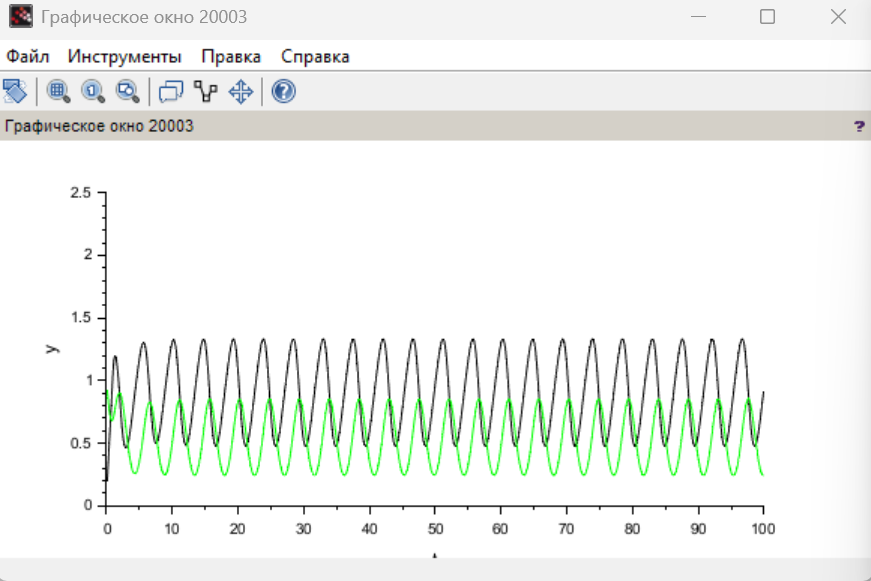 Графическое окно 20003
Файл Инструменты Правка Справка
Графическое окно 20003 ?
2.5
2
1.5
y
1
0.5
0
0 10 20 30 40 50 60 70 80 90 100